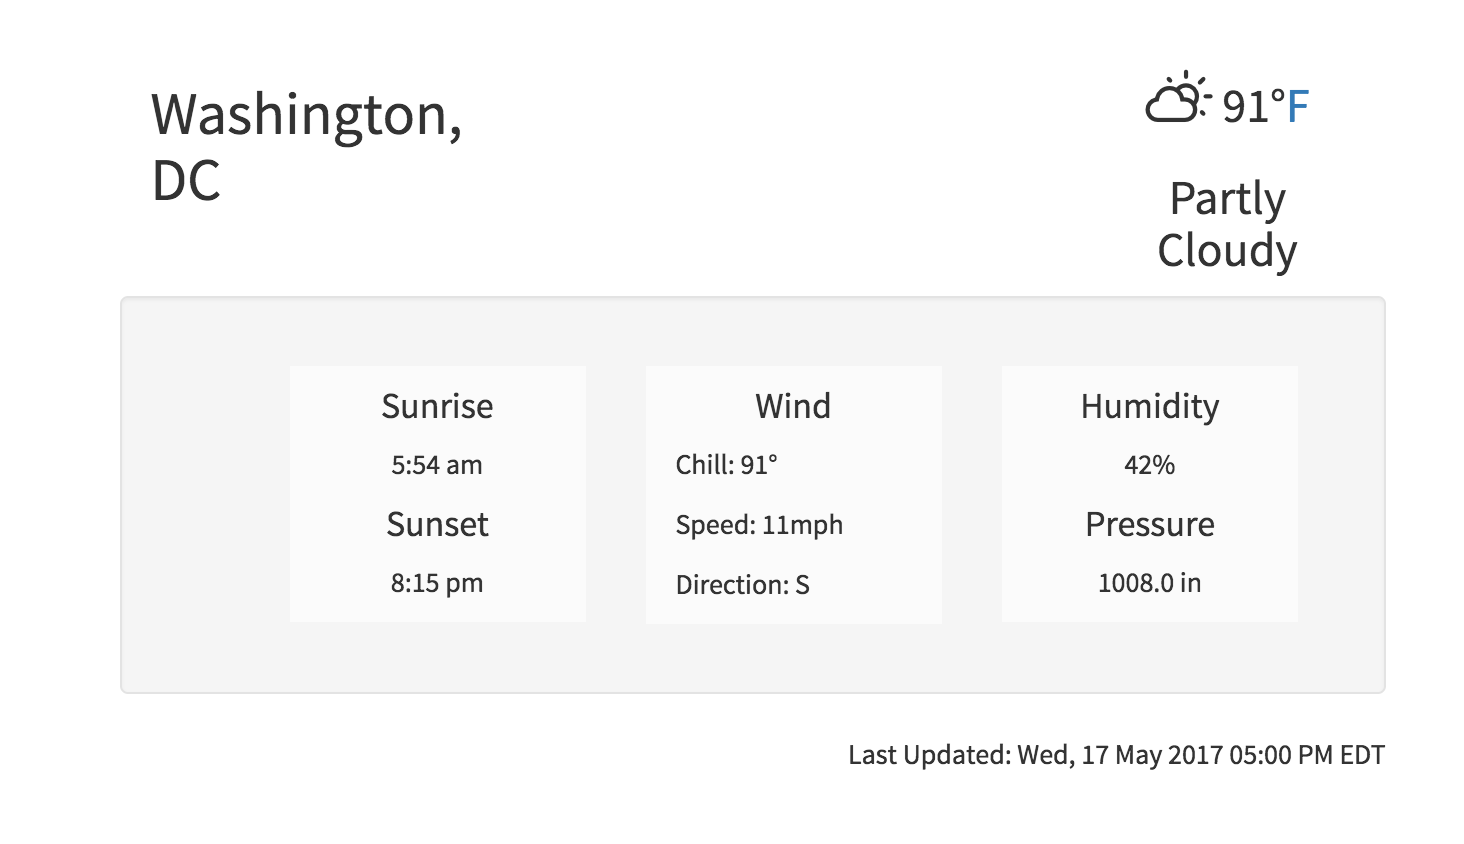 Washington,
DC
91°F
Partly
Cloudy
Sunrise
5:54 am
Sunset
8:15 pm
Wind
Chill: 91°
Speed: 11mph
Direction: S
Humidity
42%
Pressure
1008.0 in
Last Updated: Wed, 17 May 2017 05:00 PM EDT